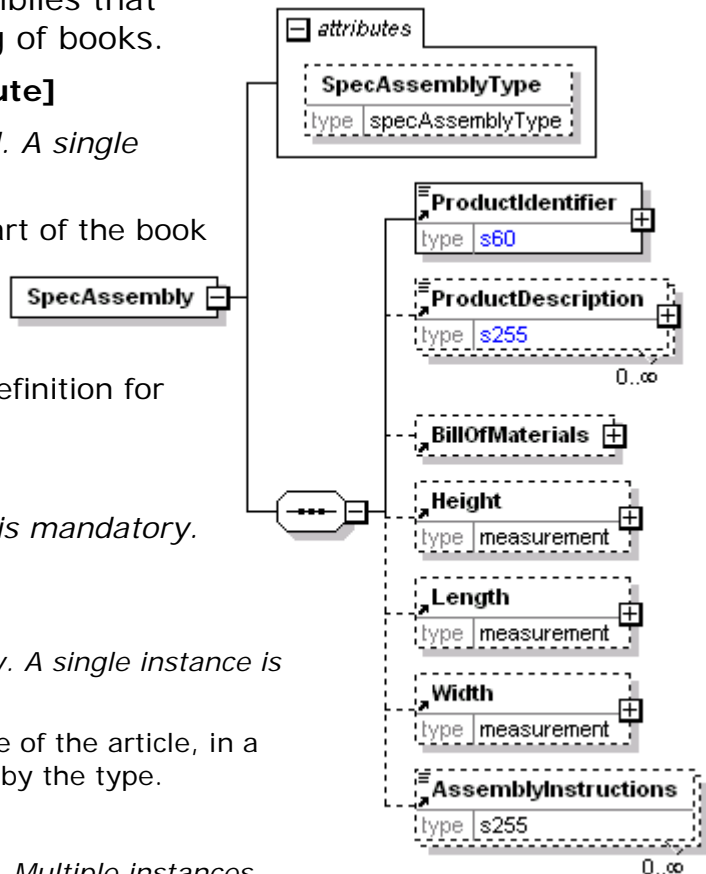 mblies that
g of books.
ute]
l. A single
art of the book
efinition for
is mandatory.
y. A single instance is
e of the article, in a
by the type.
. Multiple instances
attributes
SpecAssemblyType
type specAssemblyType
SpecAssembly
ProductIdentifier
type s60
ProductDescription
type s255
0..∞
BillOfMaterials
Height
type measurement
Length
type measurement
Width
type measurement
AssemblyInstructions
type s255
0..∞